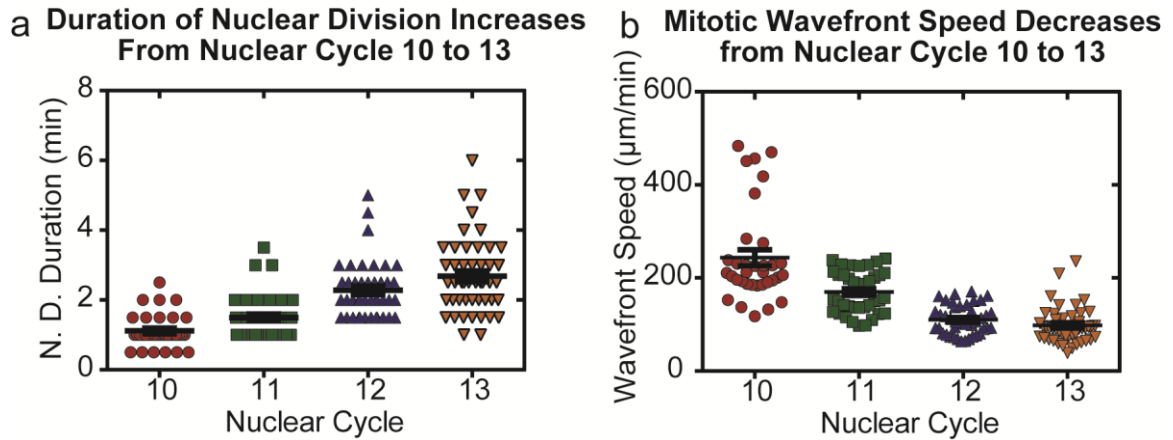 a Duration of Nuclear Division Increases
From Nuclear Cycle 10 to 13
N. D. Duration (min)
8
6
4
2
0
10 11 12 13
Nuclear Cycle
b Mitotic Wavefront Speed Decreases
from Nuclear Cycle 10 to 13
Wavefront Speed (μm/min)
600
400
200
0
10 11 12 13
Nuclear Cycle